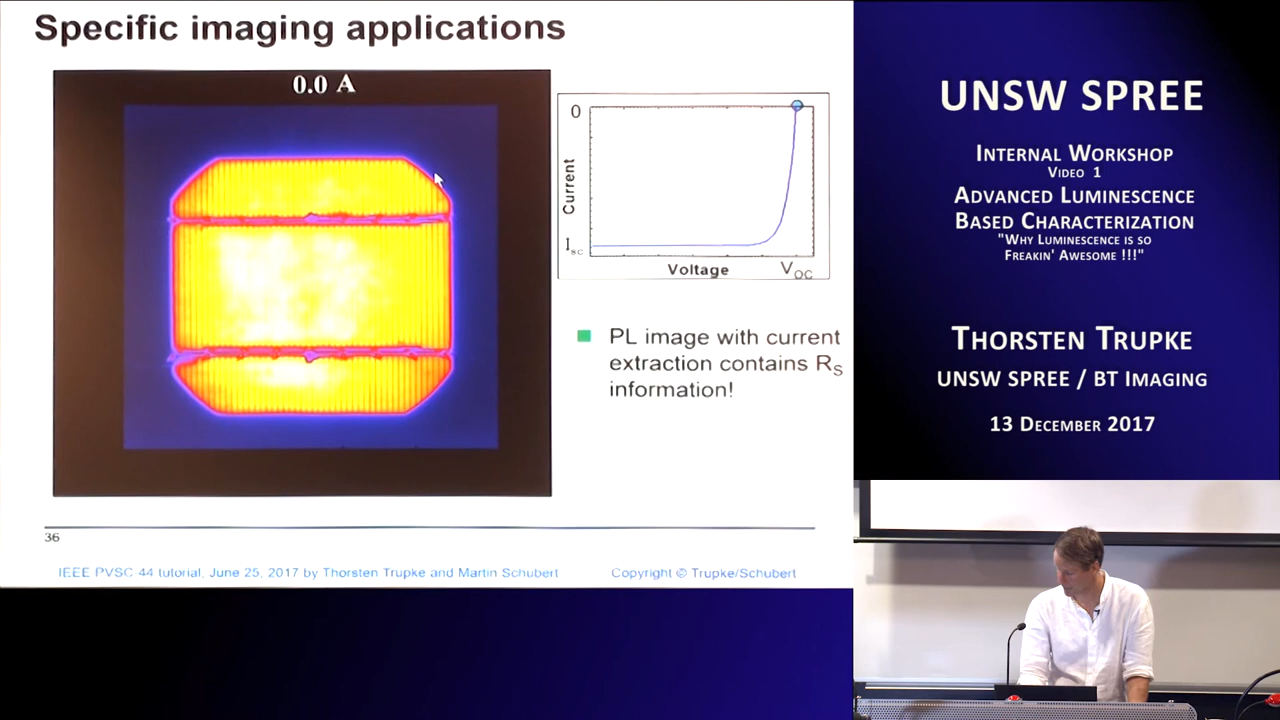 Specific imaging applications
0.0 A
0
Current
Isc
Voltage
VOC
PL image with current
extraction contains RS
information!
36
IEEE PVSC-44 tutorial, June 25, 2017 by Thorsten Trupke and Martin Schubert
Copyright © Trupke/Schubert
UNSW SPREE
Internal Workshop
Video 1
Advanced Luminescence
Based Characterization
"Why Luminescence is so
Freakin' Awesome !!!"
Thorsten Trupke
UNSW SPREE / BT Imaging
13 December 2017